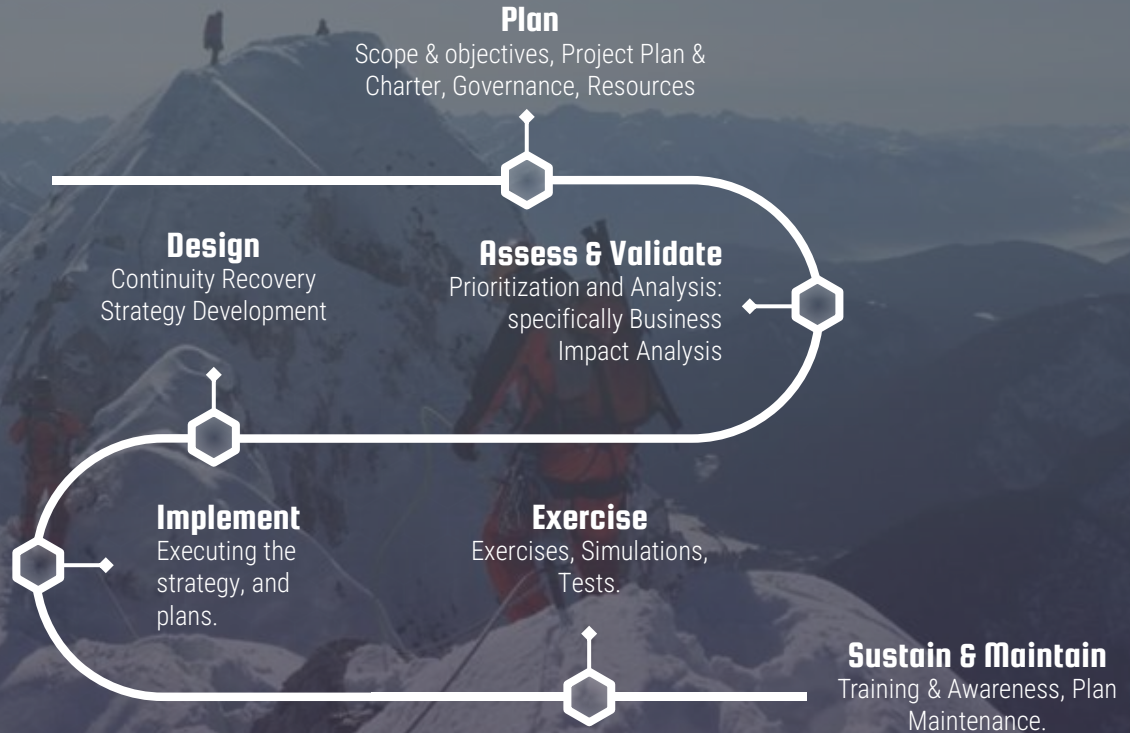 Plan
Scope & objectives, Project Plan &
Charter, Governance, Resources
Assess & Validate
Prioritization and Analysis:
specifically Business
Impact Analysis
Design
Continuity Recovery
Strategy Development
Implement
Executing the
strategy, and
plans.
Exercise
Exercises, Simulations,
Tests.
Sustain & Maintain
Training & Awareness, Plan
Maintenance.